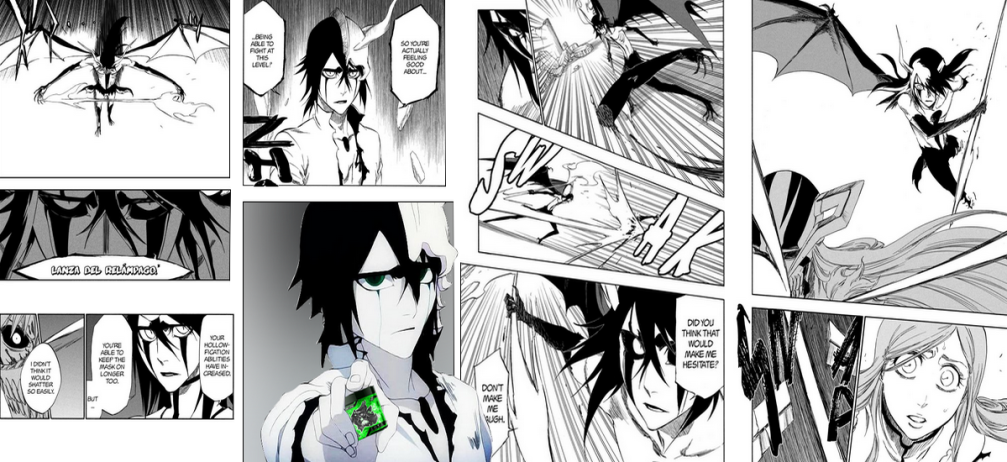 ...BEING
ABLE TO
FIGHT AT
THIS
LEVEL?
SO YOU'RE
ACTUALLY
FEELING
GOOD
ABOUT...
LANZA DEL RELÁMPAGO
I DIDN'T
THINK IT
WOULD
SHATTER
SO EASILY.
YOU'RE
ABLE TO
KEEP THE
MASK ON
LONGER
TOO.
BUT
YOUR
HOLLOW-
FICATION
ABILITIES
HAVE IN-
CREASED.
DID YOU
THINK THAT
WOULD
MAKE ME
HESITATE?
DON'T
MAKE
ME